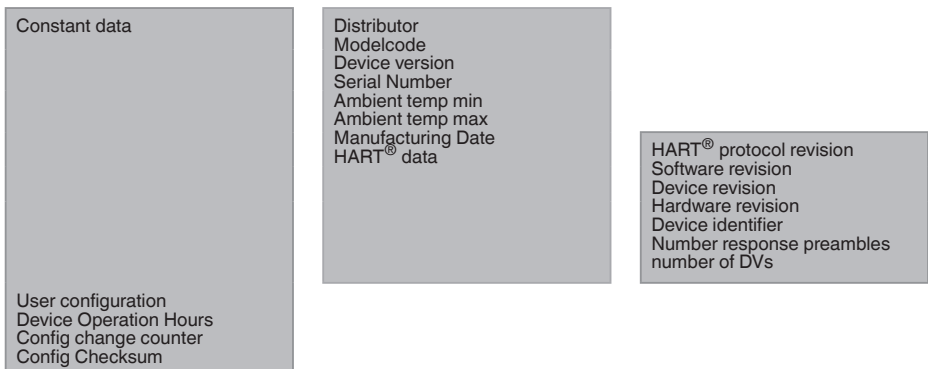 Constant data
User configuration
Device Operation Hours
Config change counter
Config Checksum
Distributor
Modelcode
Device version
Serial Number
Ambient temp min
Ambient temp max
Manufacturing Date
HART® data
HART® protocol revision
Software revision
Device revision
Hardware revision
Device identifier
Number response preambles
number of DVs